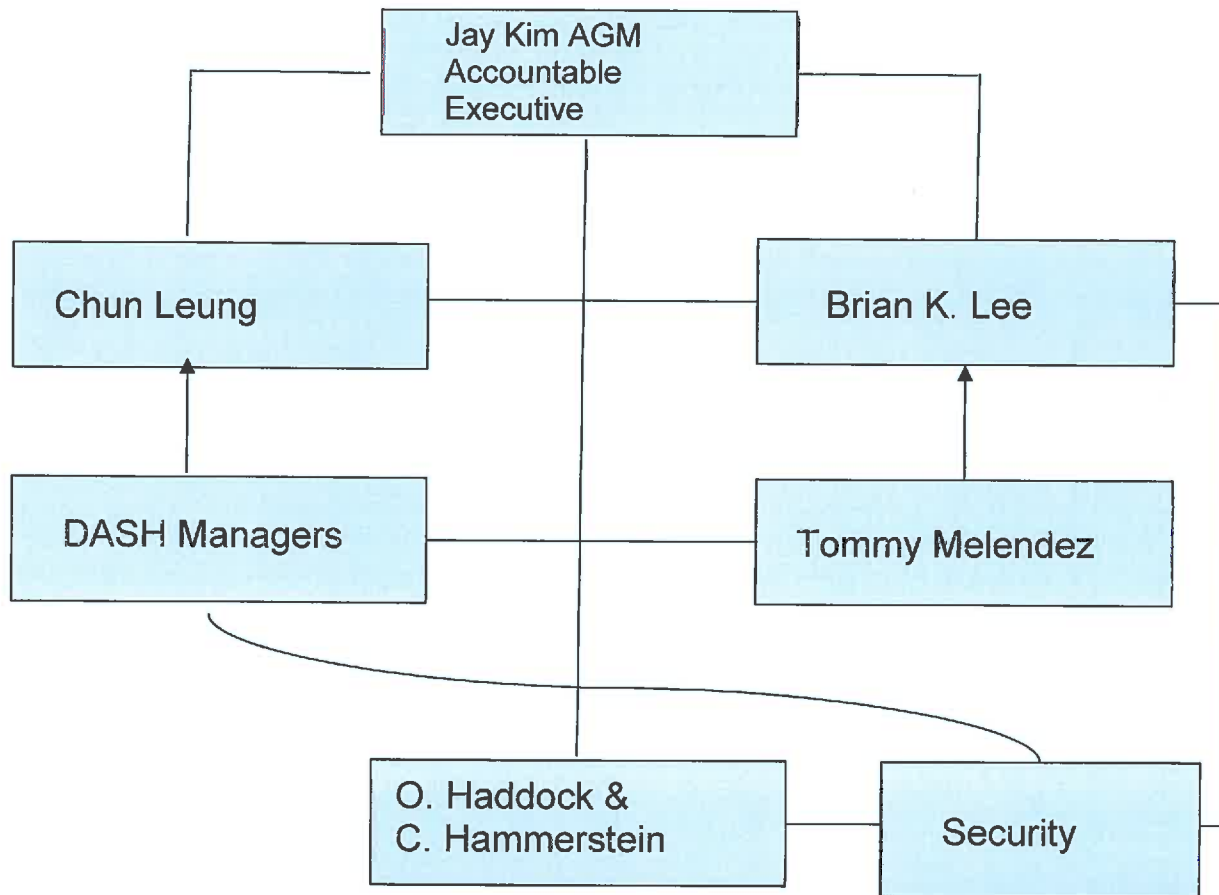 Jay Kim AGM
Accountable
Executive
Chun Leung
Brian K. Lee
DASH Managers
Tommy Melendez
O. Haddock &
C. Hammerstein
Security